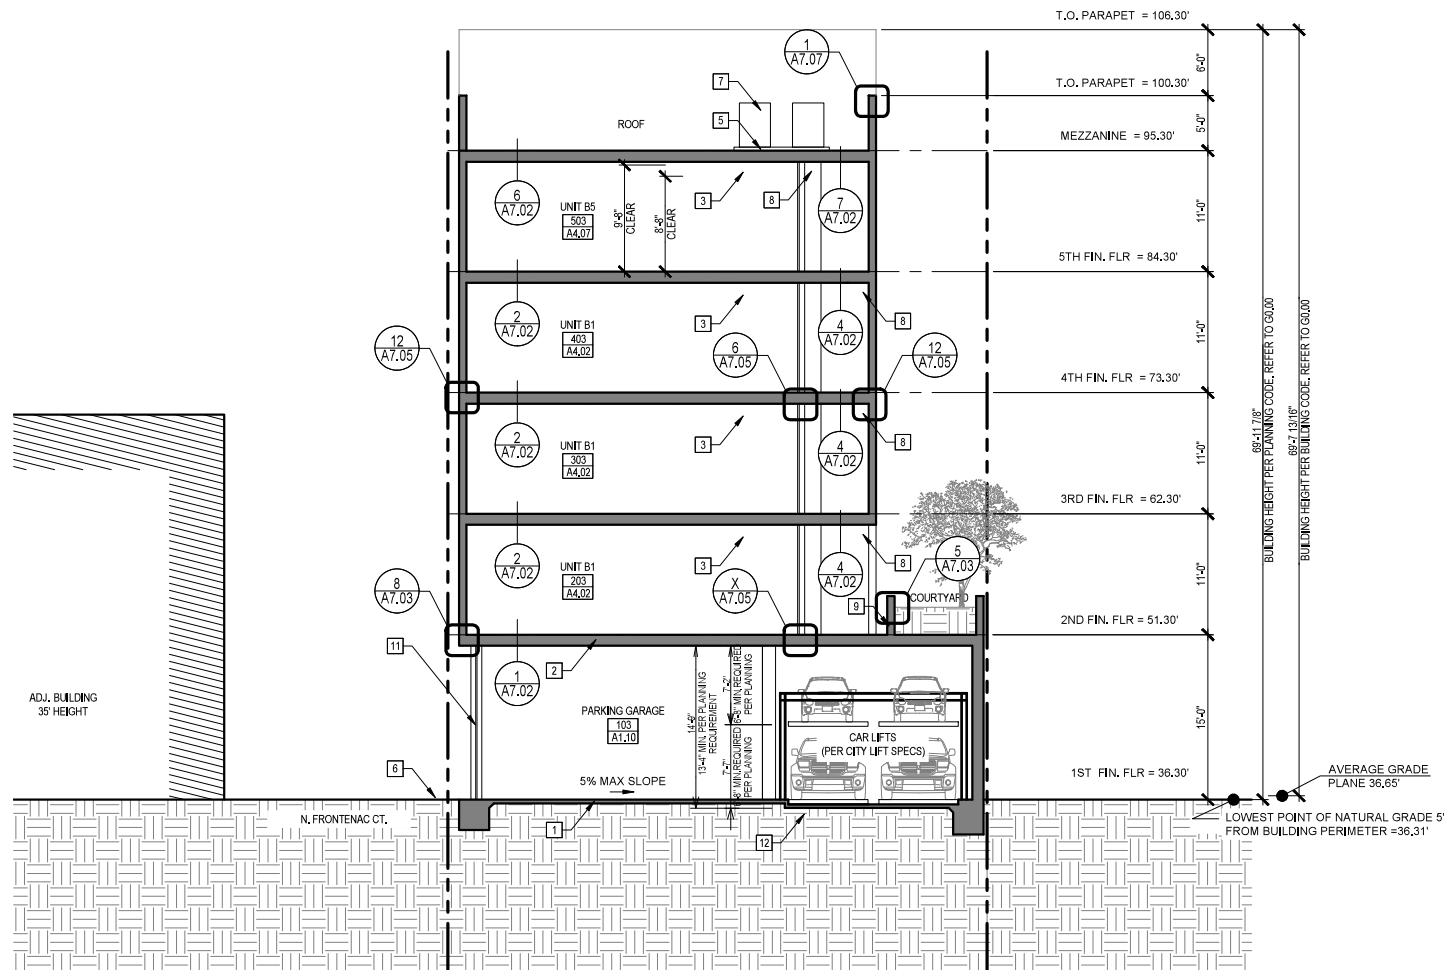 T.O. PARAPET = 106.30'
1
A7.07
6'-0"
T.O. PARAPET = 100.30'
7
5
ROOF
5'-0"
MEZZANINE = 95.30'
6
A7.02
UNIT B5
503
A4.07
9'-8"
CLEAR
8'-8"
CLEAR
3
8
7
A7.02
11'-0"
5TH FIN. FLR = 84.30'
2
A7.02
UNIT B1
403
A4.02
3
4
A7.02
8
11'-0"
12
A7.05
6
A7.05
12
A7.05
4TH FIN. FLR = 73.30'
2
A7.02
UNIT B1
303
A4.02
3
4
A7.02
8
11'-0"
69'-11 7/8"
BUILDING HEIGHT PER PLANNING CODE, REFER TO G0.00
69'-7 13/16"
BUILDING HEIGHT PER BUILDING CODE, REFER TO G0.00
3RD FIN. FLR = 62.30'
2
A7.02
UNIT B1
203
A4.02
3
4
A7.02
8
5
A7.03
11'-0"
8
A7.03
X
A7.05
9
COURTYARD
2ND FIN. FLR = 51.30'
11
1
A7.02
2
ADJ. BUILDING
35' HEIGHT
PARKING GARAGE
103
A1.10
14'-9"
13'-4" MIN. PER PLANNING
REQUIREMENT
7'-2"
6'-8" MIN.REQUIRED
PER PLANNING
7'-7"
6'-8" MIN.REQUIRED
PER PLANNING
CAR LIFTS
(PER CITY LIFT SPECS)
15'-0"
6
5% MAX SLOPE
1ST FIN. FLR = 36.30'
AVERAGE GRADE
PLANE 36.65'
N. FRONTENAC CT.
1
12
LOWEST POINT OF NATURAL GRADE 5'
FROM BUILDING PERIMETER =36.31'